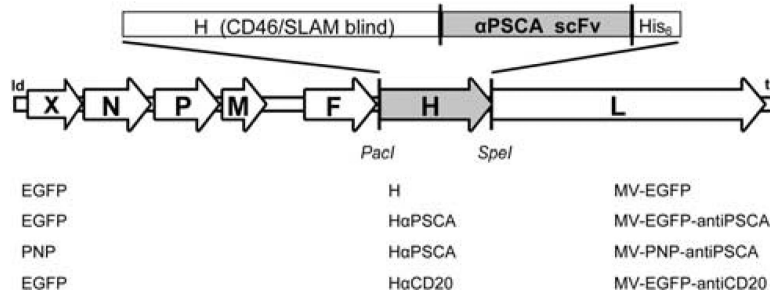 H (CD46/SLAM blind) αPSCA scFv His₆
ld X N P M F H L t
PacI SpeI
EGFP H MV-EGFP
EGFP HαPSCA MV-EGFP-antiPSCA
PNP HαPSCA MV-PNP-antiPSCA
EGFP HαCD20 MV-EGFP-antiCD20